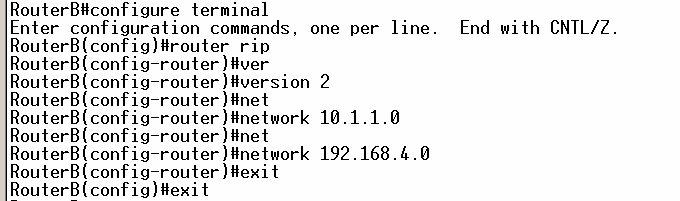 RouterB#configure terminal
Enter configuration commands, one per line.  End with CNTL/Z.
RouterB(config)#router rip
RouterB(config-router)#ver
RouterB(config-router)#version 2
RouterB(config-router)#net
RouterB(config-router)#network 10.1.1.0
RouterB(config-router)#net
RouterB(config-router)#network 192.168.4.0
RouterB(config-router)#exit
RouterB(config)#exit